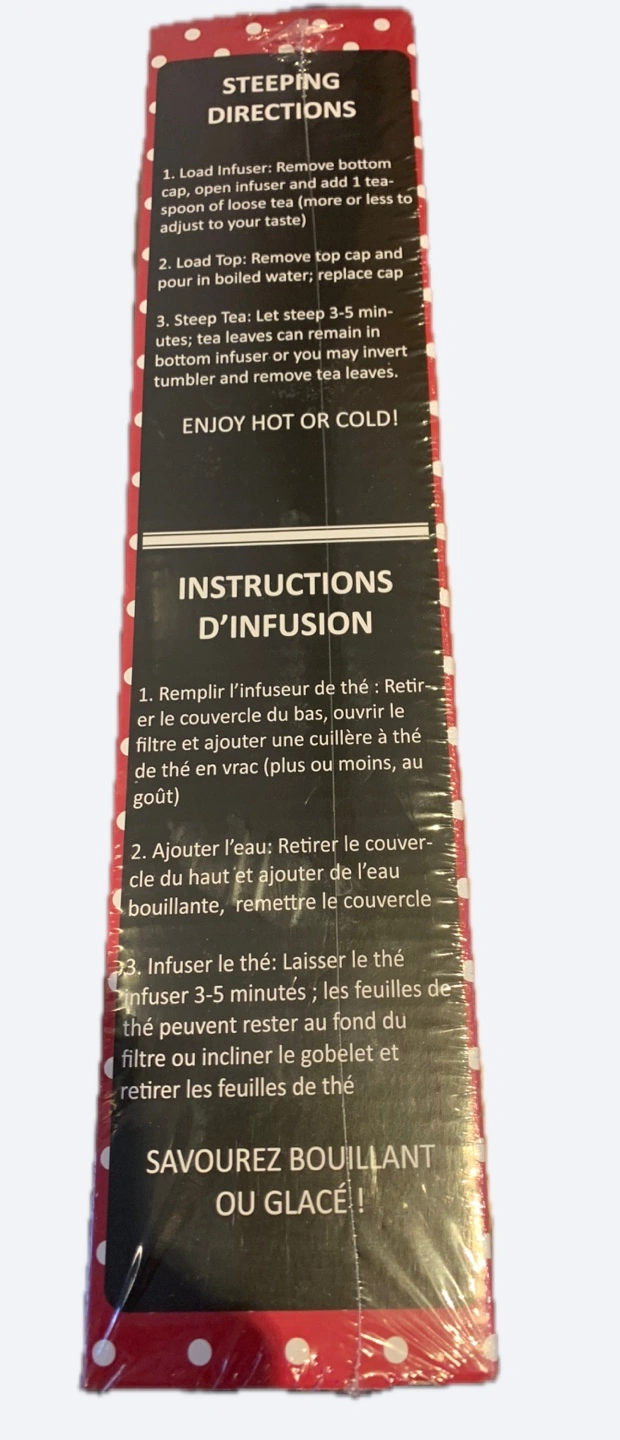 STEEPING
DIRECTIONS
1. Load Infuser: Remove bottom
cap, open infuser and add 1 tea-
spoon of loose tea (more or less to
adjust to your taste)
2. Load Top: Remove top cap and
pour in boiled water; replace cap
3. Steep Tea: Let steep 3-5 min-
utes; tea leaves can remain in
bottom infuser or you may invert
tumbler and remove tea leaves.
ENJOY HOT OR COLD!
INSTRUCTIONS
D’INFUSION
1. Remplir l’infuseur de thé : Retir-
er le couvercle du bas, ouvrir le
filtre et ajouter une cuillère à thé
de thé en vrac (plus ou moins, au
goût)
2. Ajouter l’eau: Retirer le couver-
cle du haut et ajouter de l’eau
bouillante, remettre le couvercle
3. Infuser le thé: Laisser le thé
infuser 3-5 minutes ; les feuilles de
thé peuvent rester au fond du
filtre ou incliner le gobelet et
retirer les feuilles de thé
SAVOUREZ BOUILLANT
OU GLACÉ !